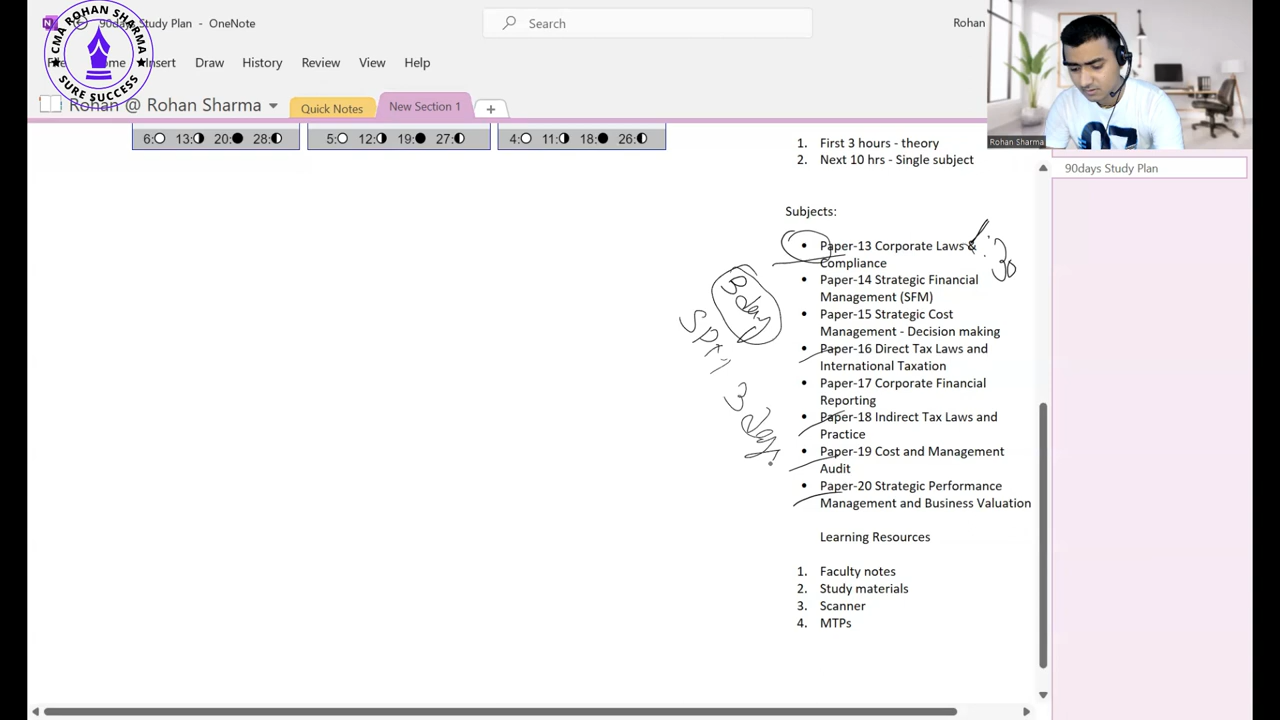 CMA ROHAN SHARMA
SURE SUCCESS
90days Study Plan - OneNote
Search
Rohan
Insert
Draw
History
Review
View
Help
Rohan @ Rohan Sharma
Quick Notes
New Section 1
+
6: 13: 20: 28:
5: 12: 19: 27:
4: 11: 18: 26:
Rohan Sharma
90days Study Plan
1. First 3 hours - theory
2. Next 10 hrs - Single subject
Subjects:
• Paper-13 Corporate Laws &
Compliance
• Paper-14 Strategic Financial
Management (SFM)
• Paper-15 Strategic Cost
Management - Decision making
• Paper-16 Direct Tax Laws and
International Taxation
• Paper-17 Corporate Financial
Reporting
• Paper-18 Indirect Tax Laws and
Practice
• Paper-19 Cost and Management
Audit
• Paper-20 Strategic Performance
Management and Business Valuation
30
3 days
Learning Resources
1. Faculty notes
2. Study materials
3. Scanner
4. MTPs